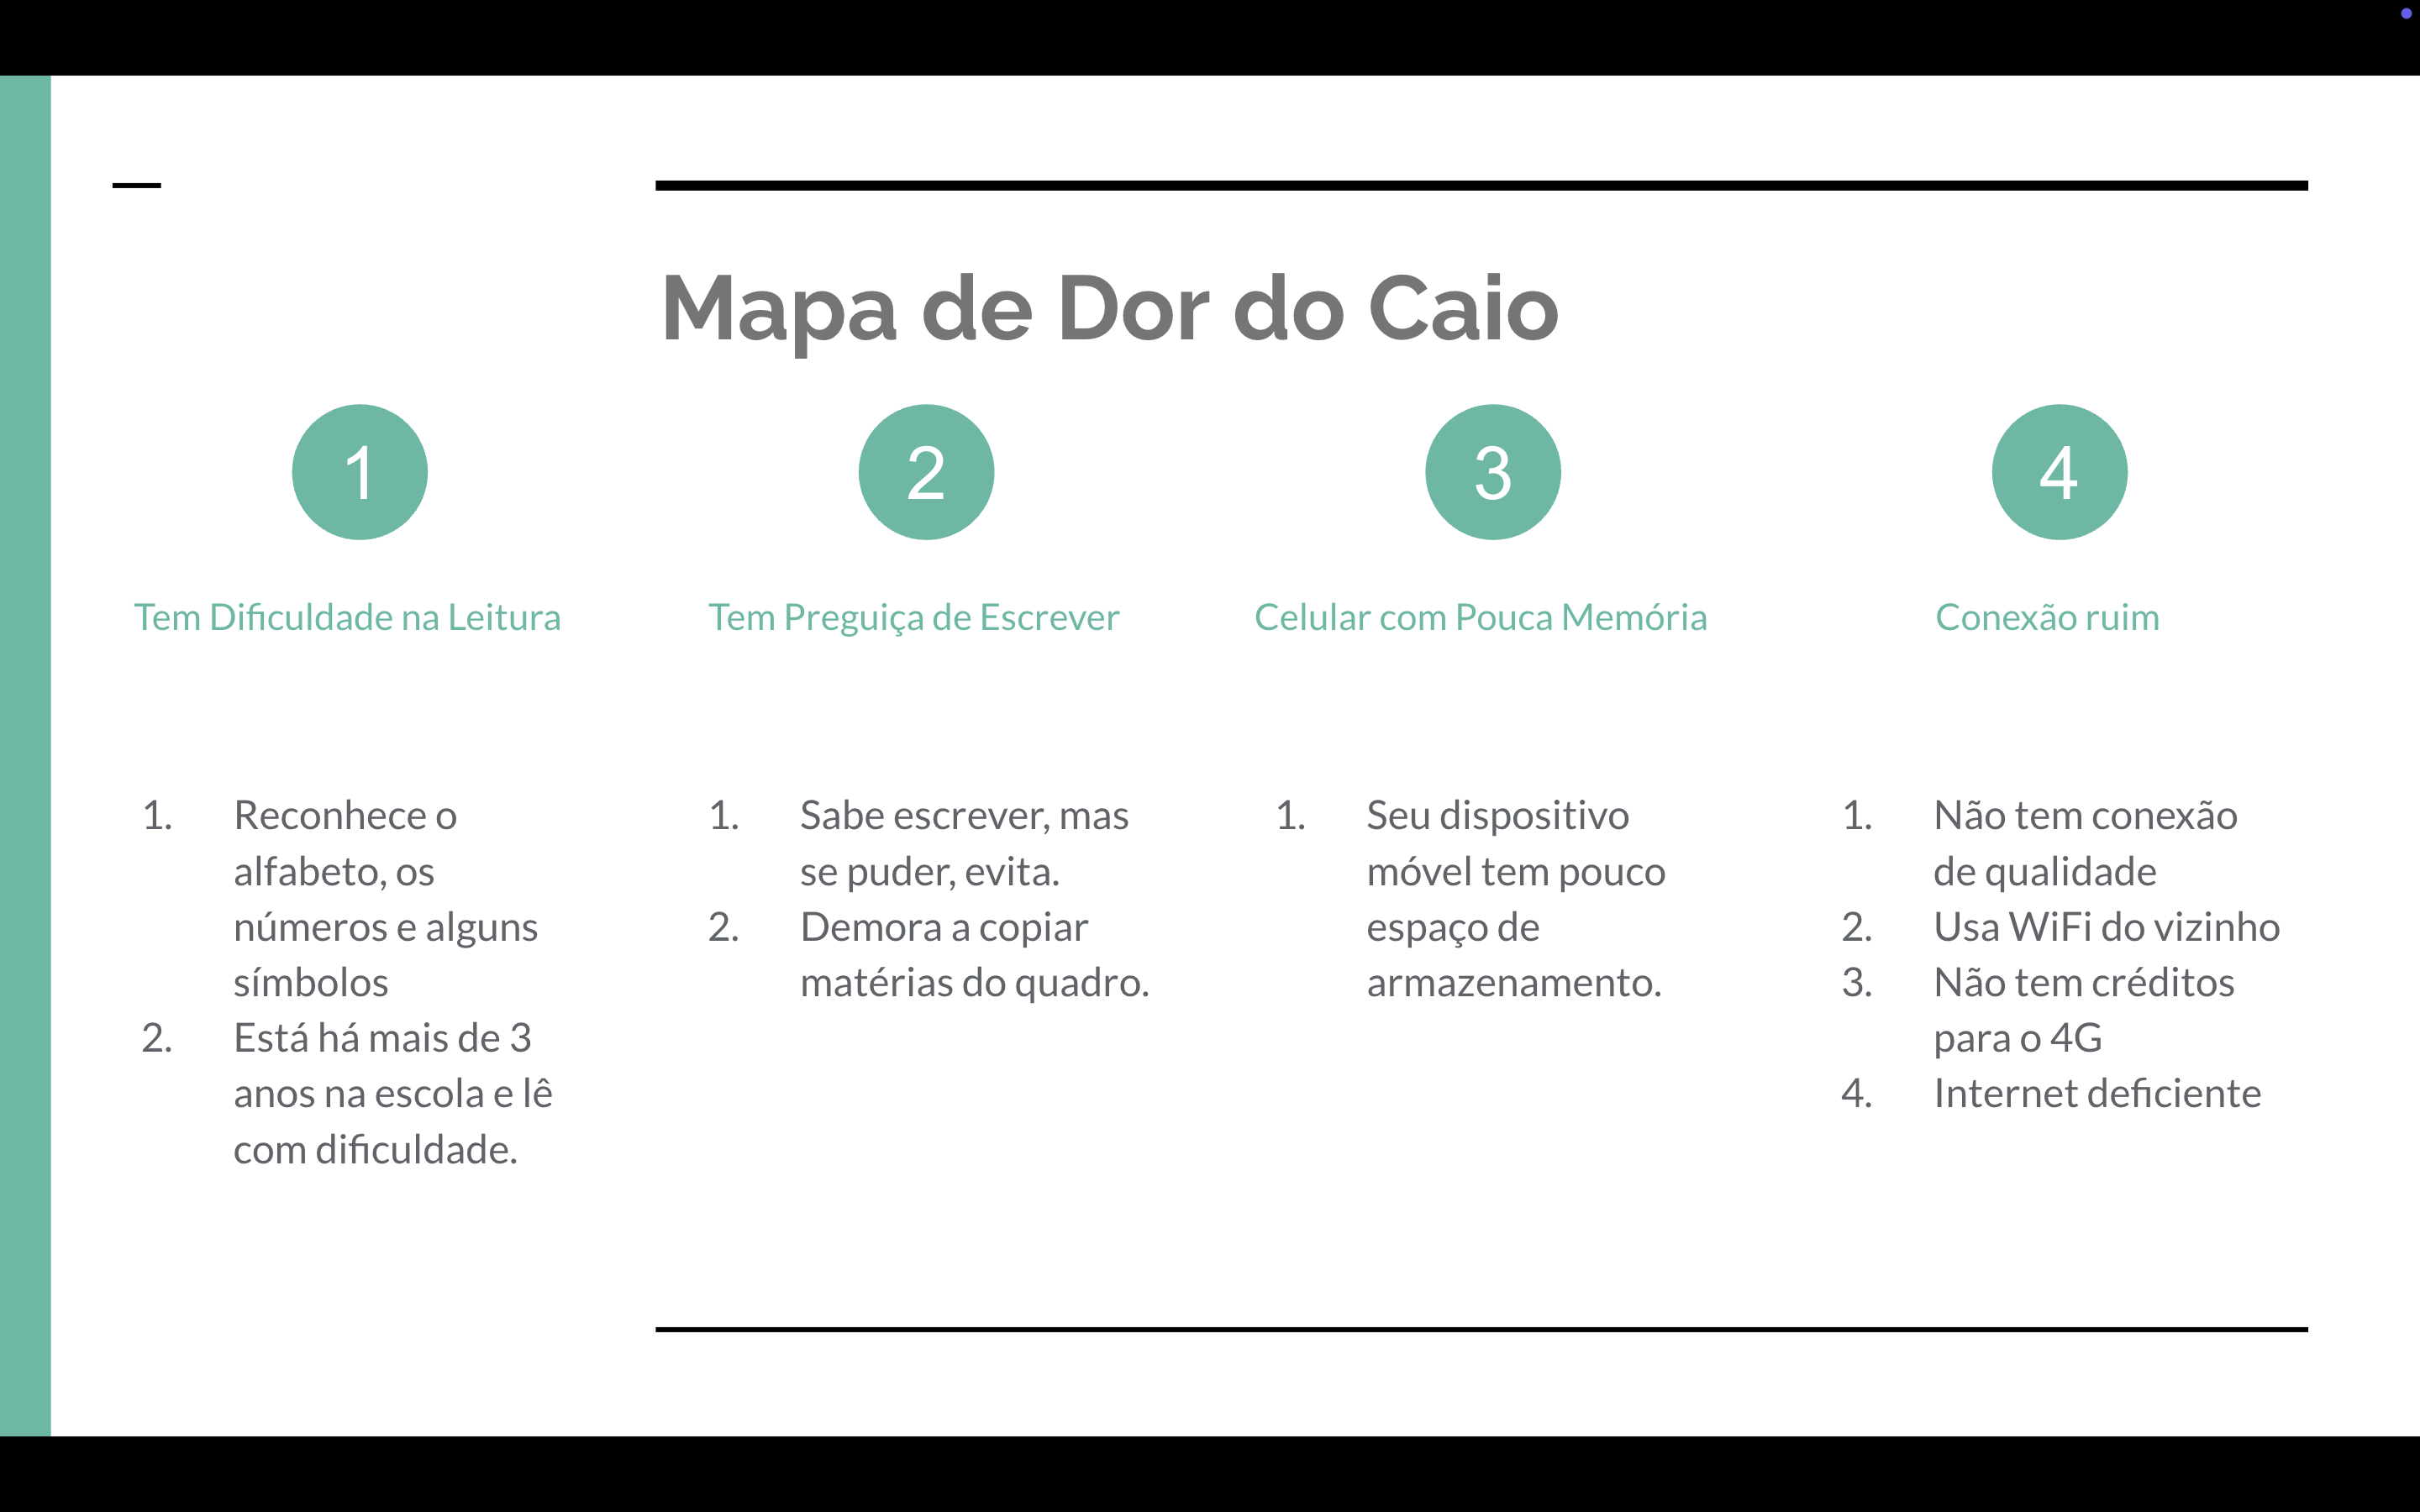 Mapa de Dor do Caio
1
2
3
4
Tem Dificuldade na Leitura
Tem Preguiça de Escrever
Celular com Pouca Memória
Conexão ruim
1. Reconhece o
alfabeto, os
números e alguns
símbolos
2. Está há mais de 3
anos na escola e lê
com dificuldade.
1. Sabe escrever, mas
se puder, evita.
2. Demora a copiar
matérias do quadro.
1. Seu dispositivo
móvel tem pouco
espaço de
armazenamento.
1. Não tem conexão
de qualidade
2. Usa WiFi do vizinho
3. Não tem créditos
para o 4G
4. Internet deficiente